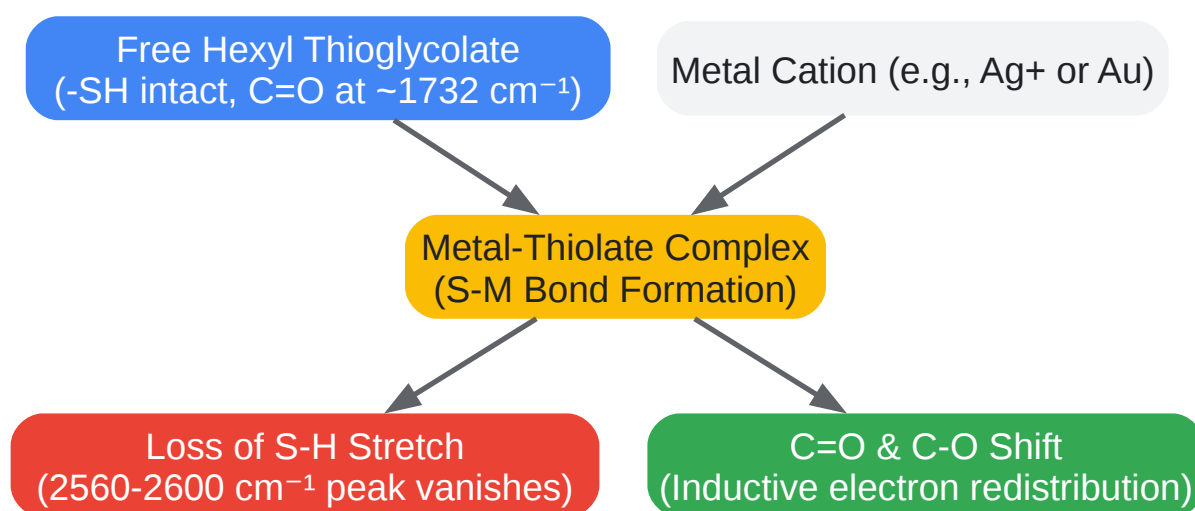 Free Hexyl Thioglycolate
(-SH intact, C=O at ~1732 cm⁻¹)
Metal Cation (e.g., Ag+ or Au)
Metal-Thiolate Complex
(S-M Bond Formation)
Loss of S-H Stretch
(2560-2600 cm⁻¹ peak vanishes)
C=O & C-O Shift
(Inductive electron redistribution)